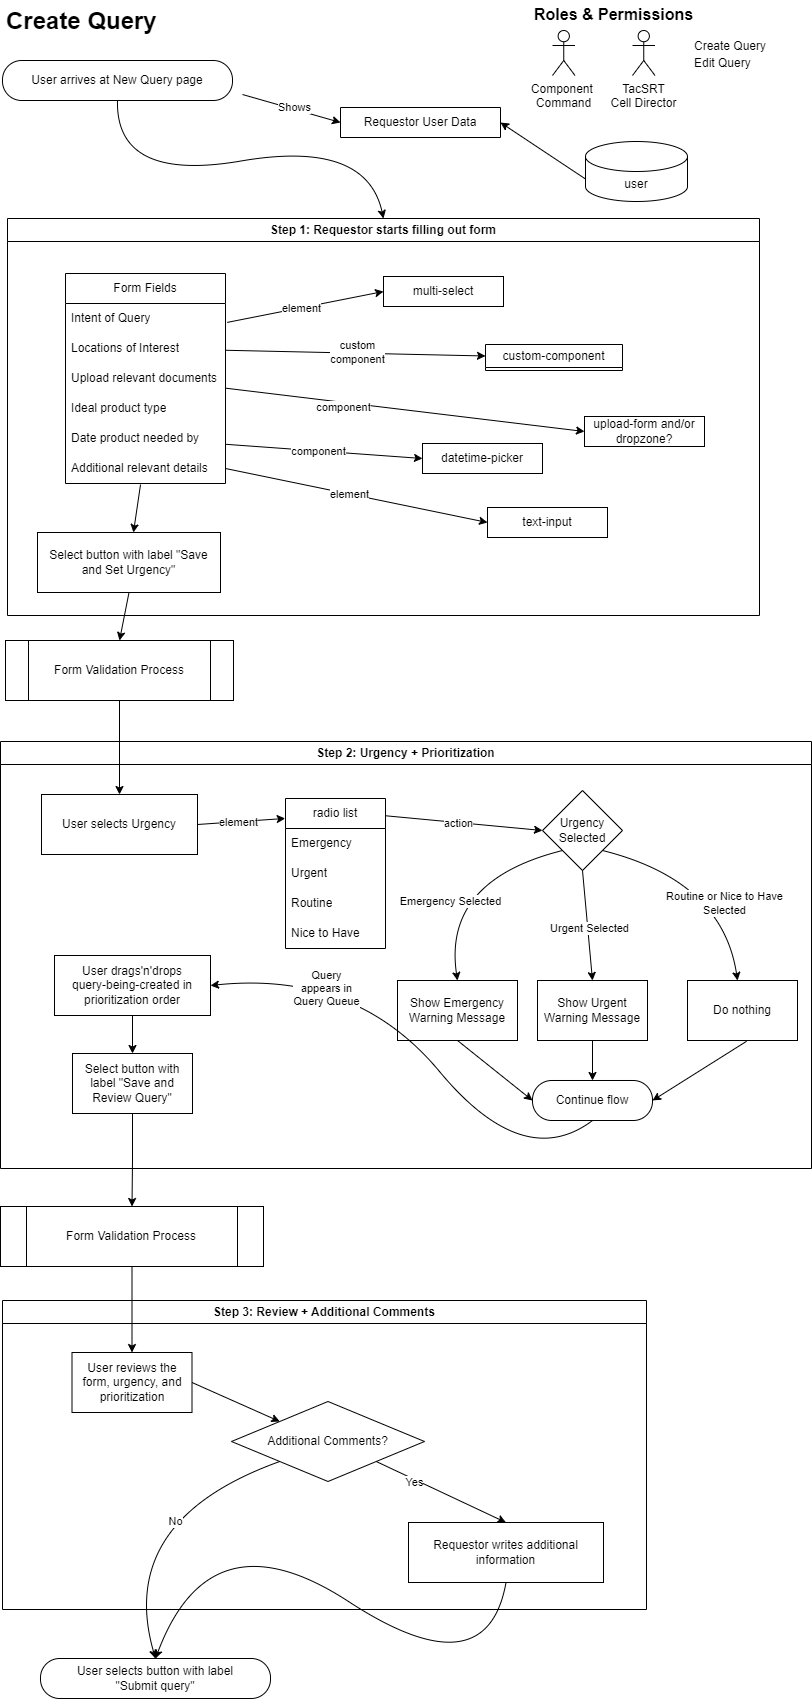 Create Query
Roles & Permissions
Create Query
Edit Query
Component
Command
TacSRT
Cell Director
User arrives at New Query page
Shows
Requestor User Data
user
Step 1: Requestor starts filling out form
Form Fields
Intent of Query
Locations of Interest
Upload relevant documents
Ideal product type
Date product needed by
Additional relevant details
element
multi-select
custom
component
custom-component
component
upload-form and/or
dropzone?
component
datetime-picker
element
text-input
Select button with label "Save
and Set Urgency"
Form Validation Process
Step 2: Urgency + Prioritization
User selects Urgency
element
radio list
Emergency
Urgent
Routine
Nice to Have
action
Urgency
Selected
Emergency Selected
Urgent Selected
Routine or Nice to Have
Selected
Show Emergency
Warning Message
Show Urgent
Warning Message
Do nothing
Continue flow
Query
appears in
Query Queue
User drags'n'drops
query-being-created in
prioritization order
Select button with
label "Save and
Review Query"
Form Validation Process
Step 3: Review + Additional Comments
User reviews the
form, urgency, and
prioritization
Additional Comments?
Yes
No
Requestor writes additional
information
User selects button with label
"Submit query"